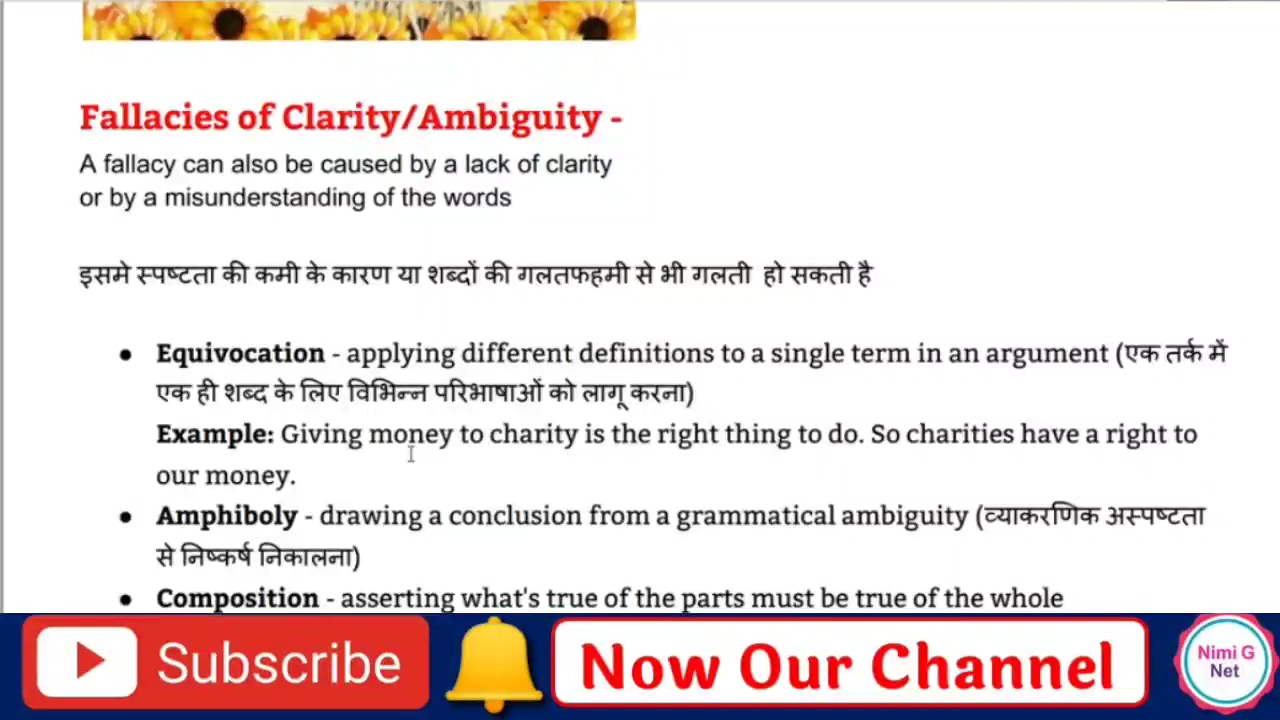 Fallacies of Clarity/Ambiguity -
A fallacy can also be caused by a lack of clarity
or by a misunderstanding of the words
इसमे स्पष्टता की कमी के कारण या शब्दों की गलतफहमी से भी गलती हो सकती है
● Equivocation - applying different definitions to a single term in an argument (एक तर्क में
एक ही शब्द के लिए विभिन्न परिभाषाओं को लागू करना)
Example: Giving money to charity is the right thing to do. So charities have a right to
our money.
● Amphiboly - drawing a conclusion from a grammatical ambiguity (व्याकरणिक अस्पष्टता
से निष्कर्ष निकालना)
● Composition - asserting what's true of the parts must be true of the whole
Subscribe
Now Our Channel
Nimi G
Net